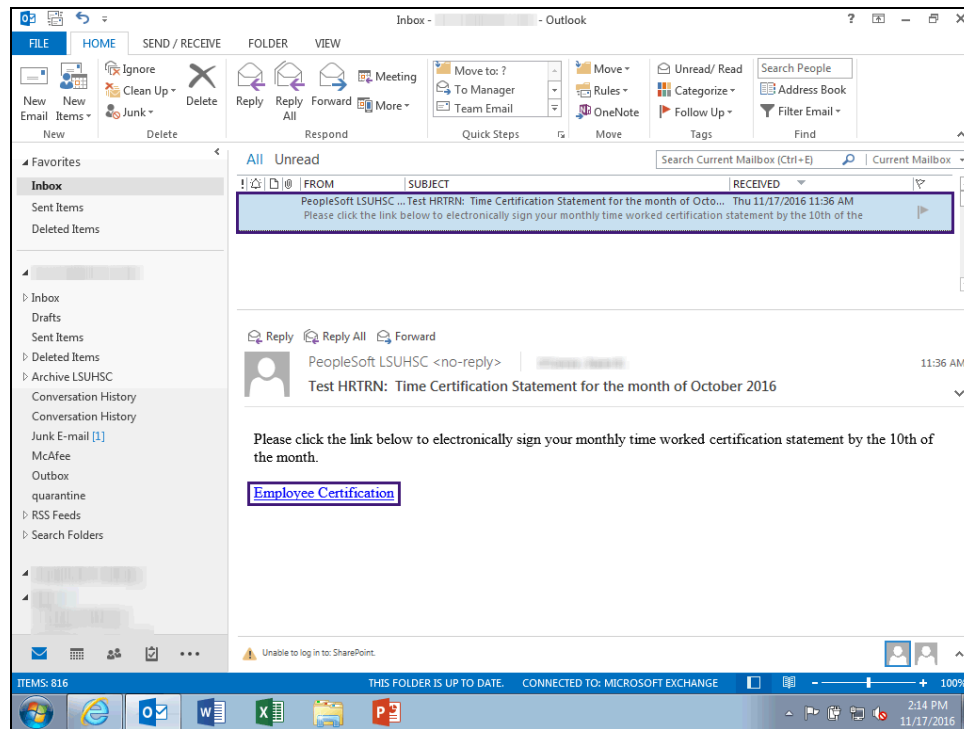 Inbox - - Outlook
FILE HOME SEND / RECEIVE FOLDER VIEW
New Email
New Items
Ignore
Clean Up
Junk
Delete
Reply
Reply All
Forward
Meeting
More
Move to: ?
To Manager
Team Email
Move
Rules
OneNote
Unread/ Read
Categorize
Follow Up
Search People
Address Book
Filter Email
New Delete Respond Quick Steps Move Tags Find
Favorites
Inbox
Sent Items
Deleted Items
Inbox
Drafts
Sent Items
Deleted Items
Archive LSUHSC
Conversation History
Conversation History
Junk E-mail [1]
McAfee
Outbox
quarantine
RSS Feeds
Search Folders
All Unread
Search Current Mailbox (Ctrl+E) Current Mailbox
! FROM SUBJECT RECEIVED
PeopleSoft LSUHSC ... Test HRTRN: Time Certification Statement for the month of Octo... Thu 11/17/2016 11:36 AM
Please click the link below to electronically sign your monthly time worked certification statement by the 10th of the
Reply Reply All Forward
PeopleSoft LSUHSC <no-reply>
11:36 AM
Test HRTRN: Time Certification Statement for the month of October 2016
Please click the link below to electronically sign your monthly time worked certification statement by the 10th of
the month.
Employee Certification
Unable to log in to: SharePoint.
ITEMS: 816 THIS FOLDER IS UP TO DATE. CONNECTED TO: MICROSOFT EXCHANGE 100%
2:14 PM
11/17/2016